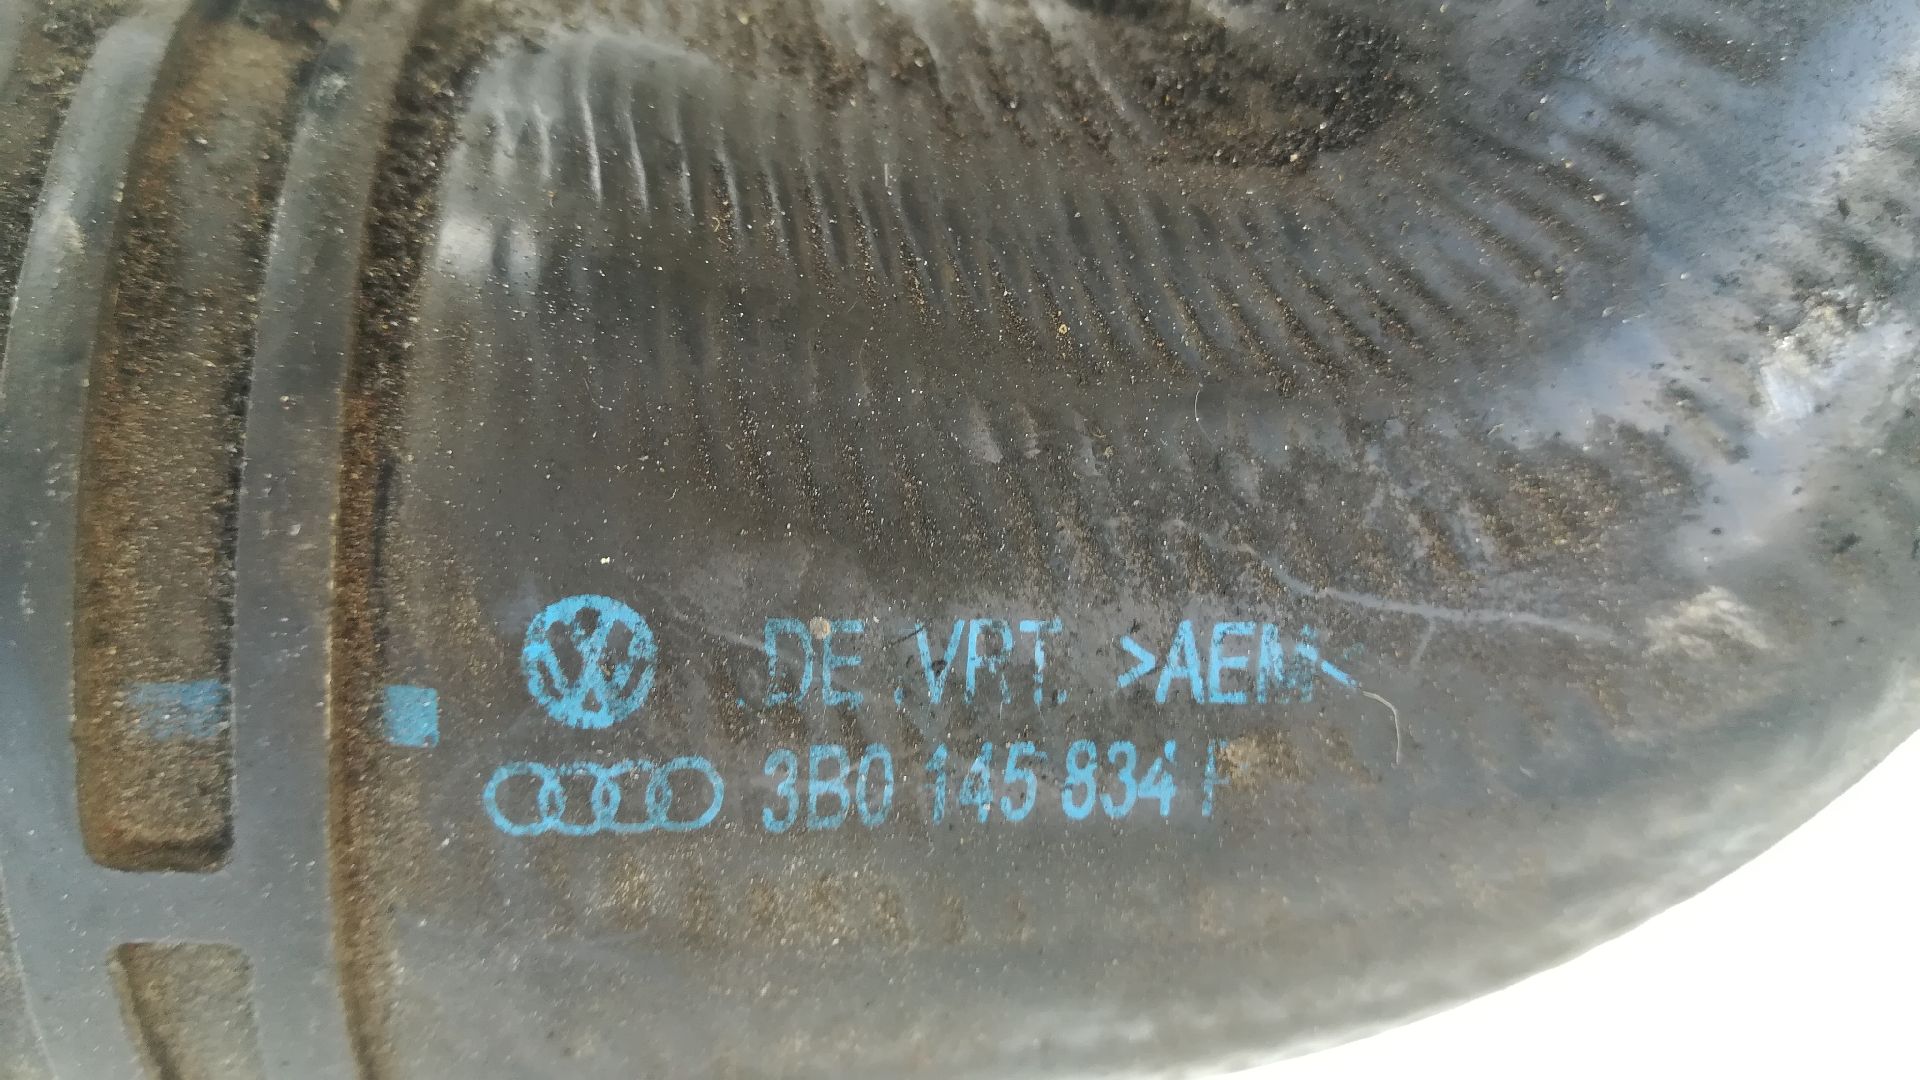 DE VRT. >AEM<
3B0 145 834